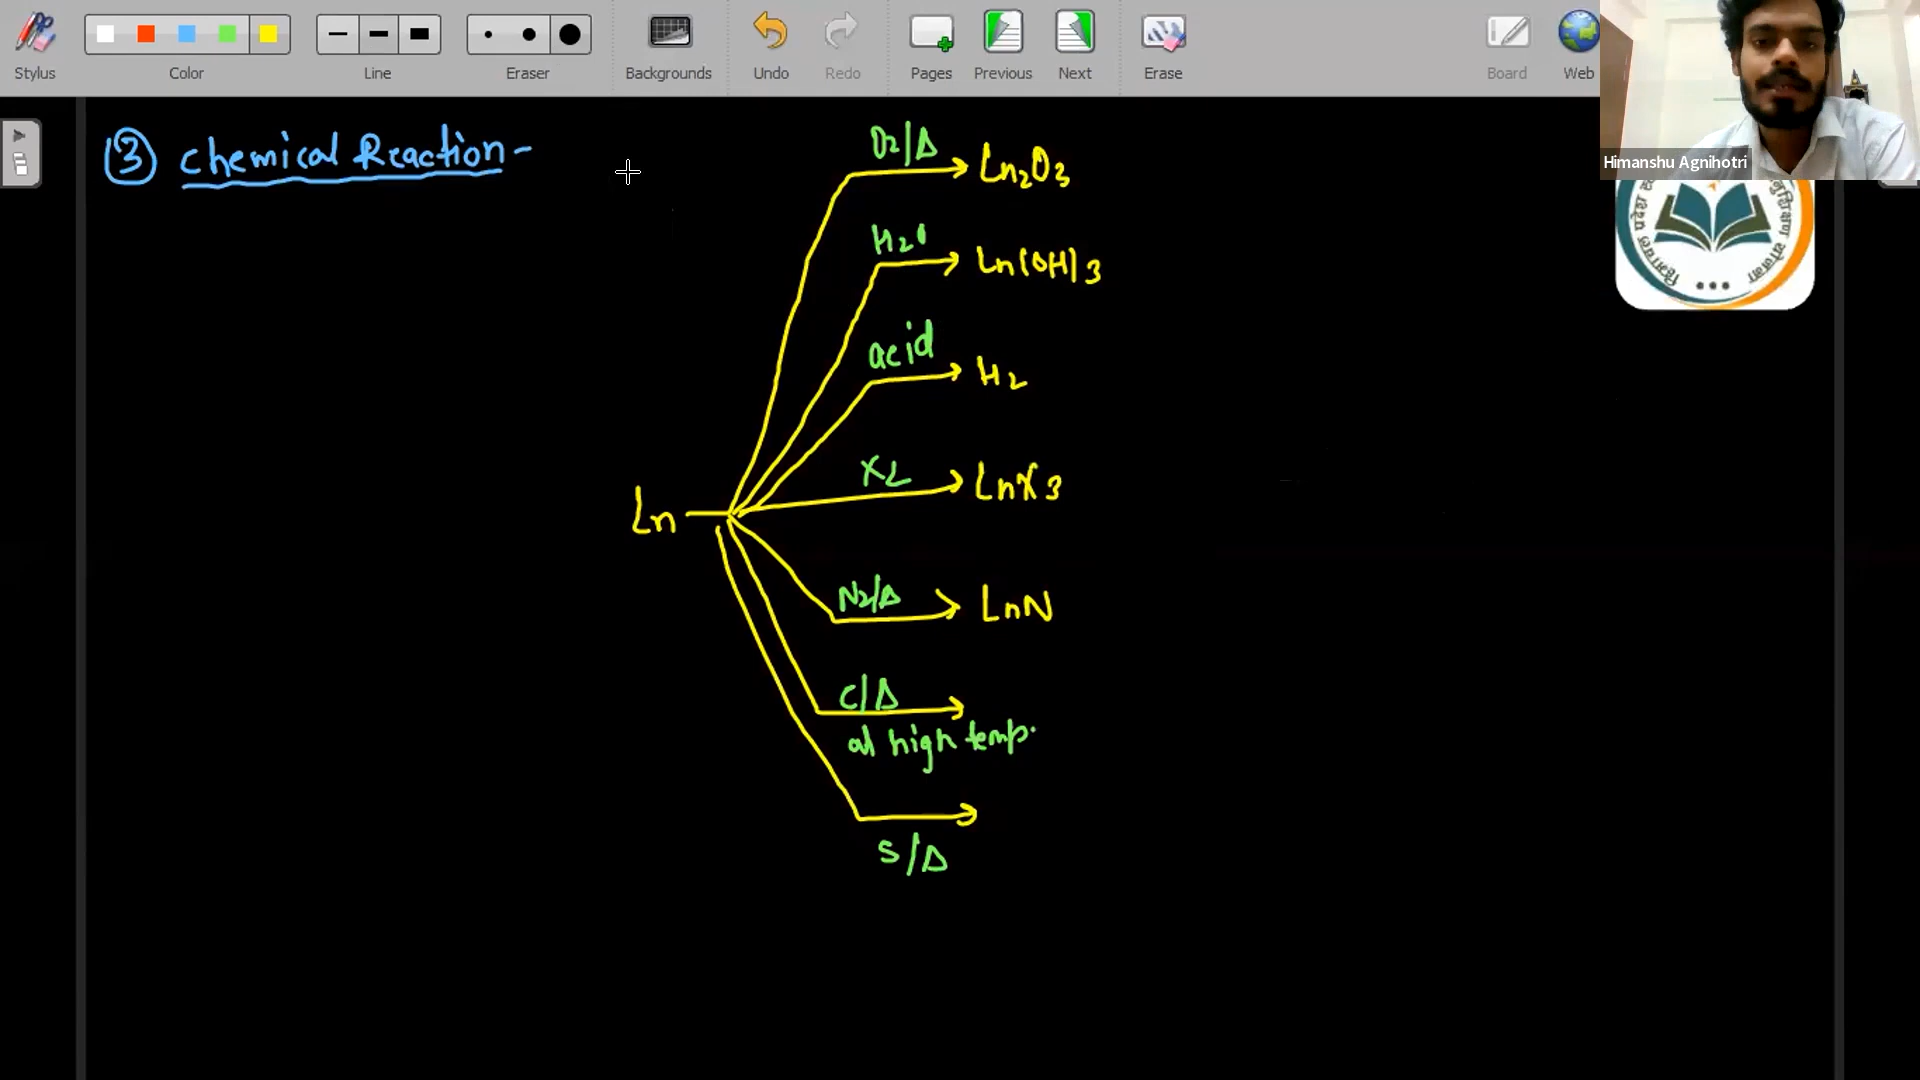 Stylus
Color
Line
Eraser
Backgrounds
Undo
Redo
Pages
Previous
Next
Erase
Board
Web
Himanshu Agnihotri
③ Chemical Reaction -
O2/Δ
Ln2O3
H2O
Ln(OH)3
acid
H2
X2
LnX3
Ln
N2/Δ
LnN
C/Δ
at high temp.
S/Δ